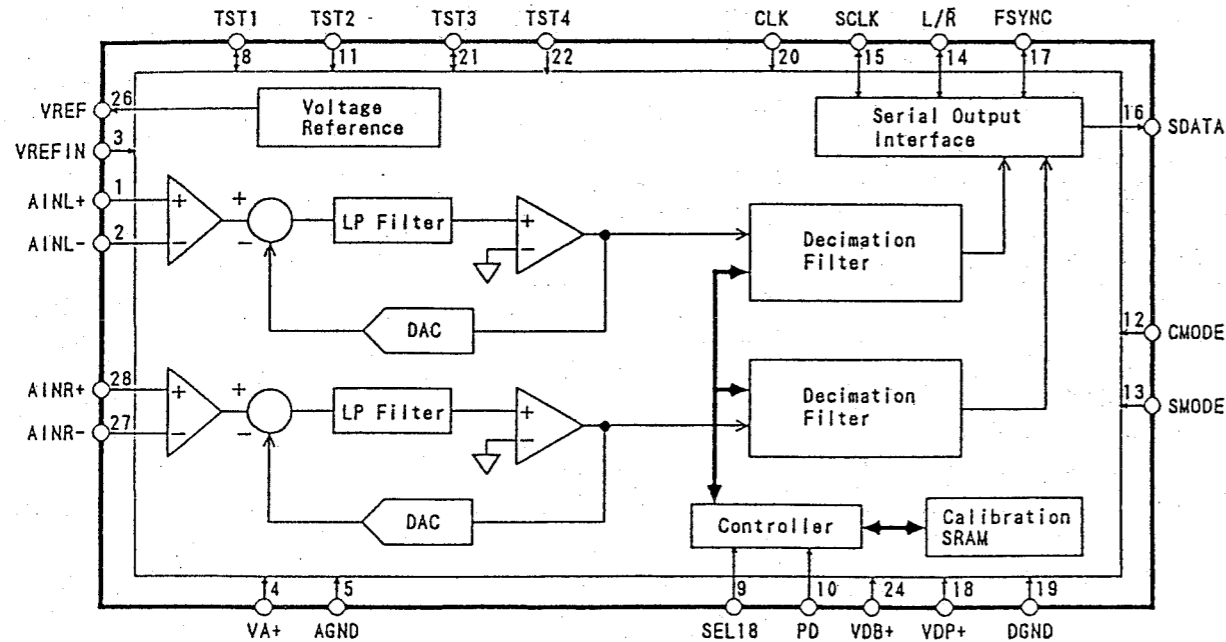 TST1 TST2 TST3 TST4 CLK SCLK L/R̄ FSYNC
8 11 21 22 20 15 14 17
VREF 26
Voltage
Reference
VREFIN 3
Serial Output
Interface
16 SDATA
AINL+ 1
AINL- 2
+
-
+
-
LP Filter
+
-
DAC
Decimation
Filter
12 CMODE
13 SMODE
AINR+ 28
AINR- 27
+
-
+
-
LP Filter
+
-
DAC
Decimation
Filter
Controller
Calibration
SRAM
4 5 9 10 24 18 19
VA+ AGND SEL18 PD VDB+ VDP+ DGND